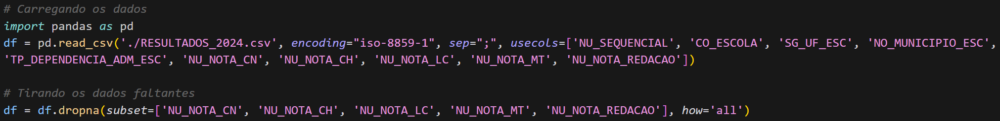 # Carregando os dados
import pandas as pd
df = pd.read_csv('./RESULTADOS_2024.csv', encoding="iso-8859-1", sep=";", usecols=['NU_SEQUENCIAL', 'CO_ESCOLA', 'SG_UF_ESC', 'NO_MUNICIPIO_ESC',
'TP_DEPENDENCIA_ADM_ESC', 'NU_NOTA_CN', 'NU_NOTA_CH', 'NU_NOTA_LC', 'NU_NOTA_MT', 'NU_NOTA_REDACAO'])
# Tirando os dados faltantes
df = df.dropna(subset=['NU_NOTA_CN', 'NU_NOTA_CH', 'NU_NOTA_LC', 'NU_NOTA_MT', 'NU_NOTA_REDACAO'], how='all')